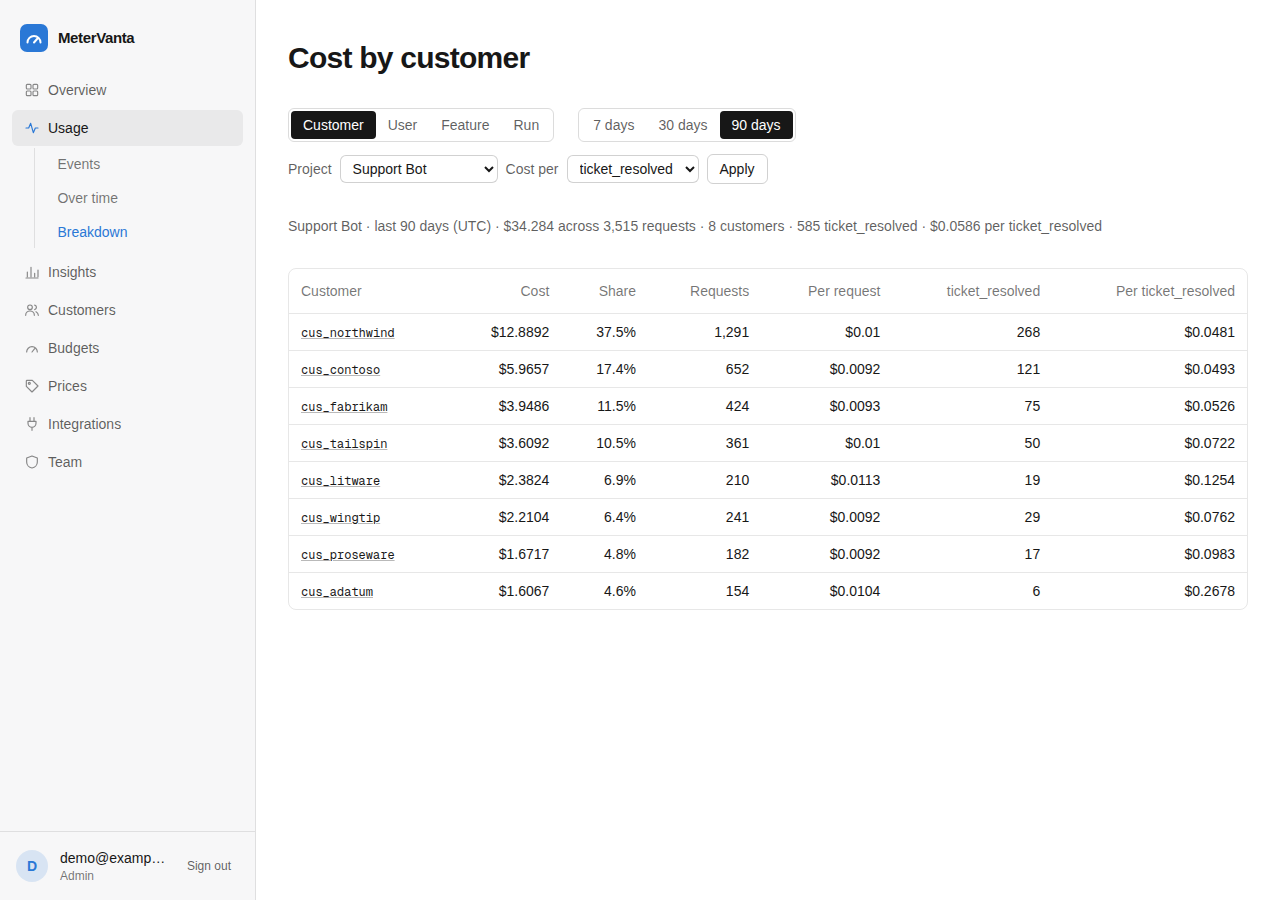 MeterVanta
Overview
Usage
Events
Over time
Breakdown
Insights
Customers
Budgets
Prices
Integrations
Team
D
demo@examp…
Admin
Sign out
Cost by customer
Customer User Feature Run 7 days 30 days 90 days
Project Support Bot Cost per ticket_resolved Apply
Support Bot · last 90 days (UTC) · $34.284 across 3,515 requests · 8 customers · 585 ticket_resolved · $0.0586 per ticket_resolved
Customer Cost Share Requests Per request ticket_resolved Per ticket_resolved
cus_northwind $12.8892 37.5% 1,291 $0.01 268 $0.0481
cus_contoso $5.9657 17.4% 652 $0.0092 121 $0.0493
cus_fabrikam $3.9486 11.5% 424 $0.0093 75 $0.0526
cus_tailspin $3.6092 10.5% 361 $0.01 50 $0.0722
cus_litware $2.3824 6.9% 210 $0.0113 19 $0.1254
cus_wingtip $2.2104 6.4% 241 $0.0092 29 $0.0762
cus_proseware $1.6717 4.8% 182 $0.0092 17 $0.0983
cus_adatum $1.6067 4.6% 154 $0.0104 6 $0.2678